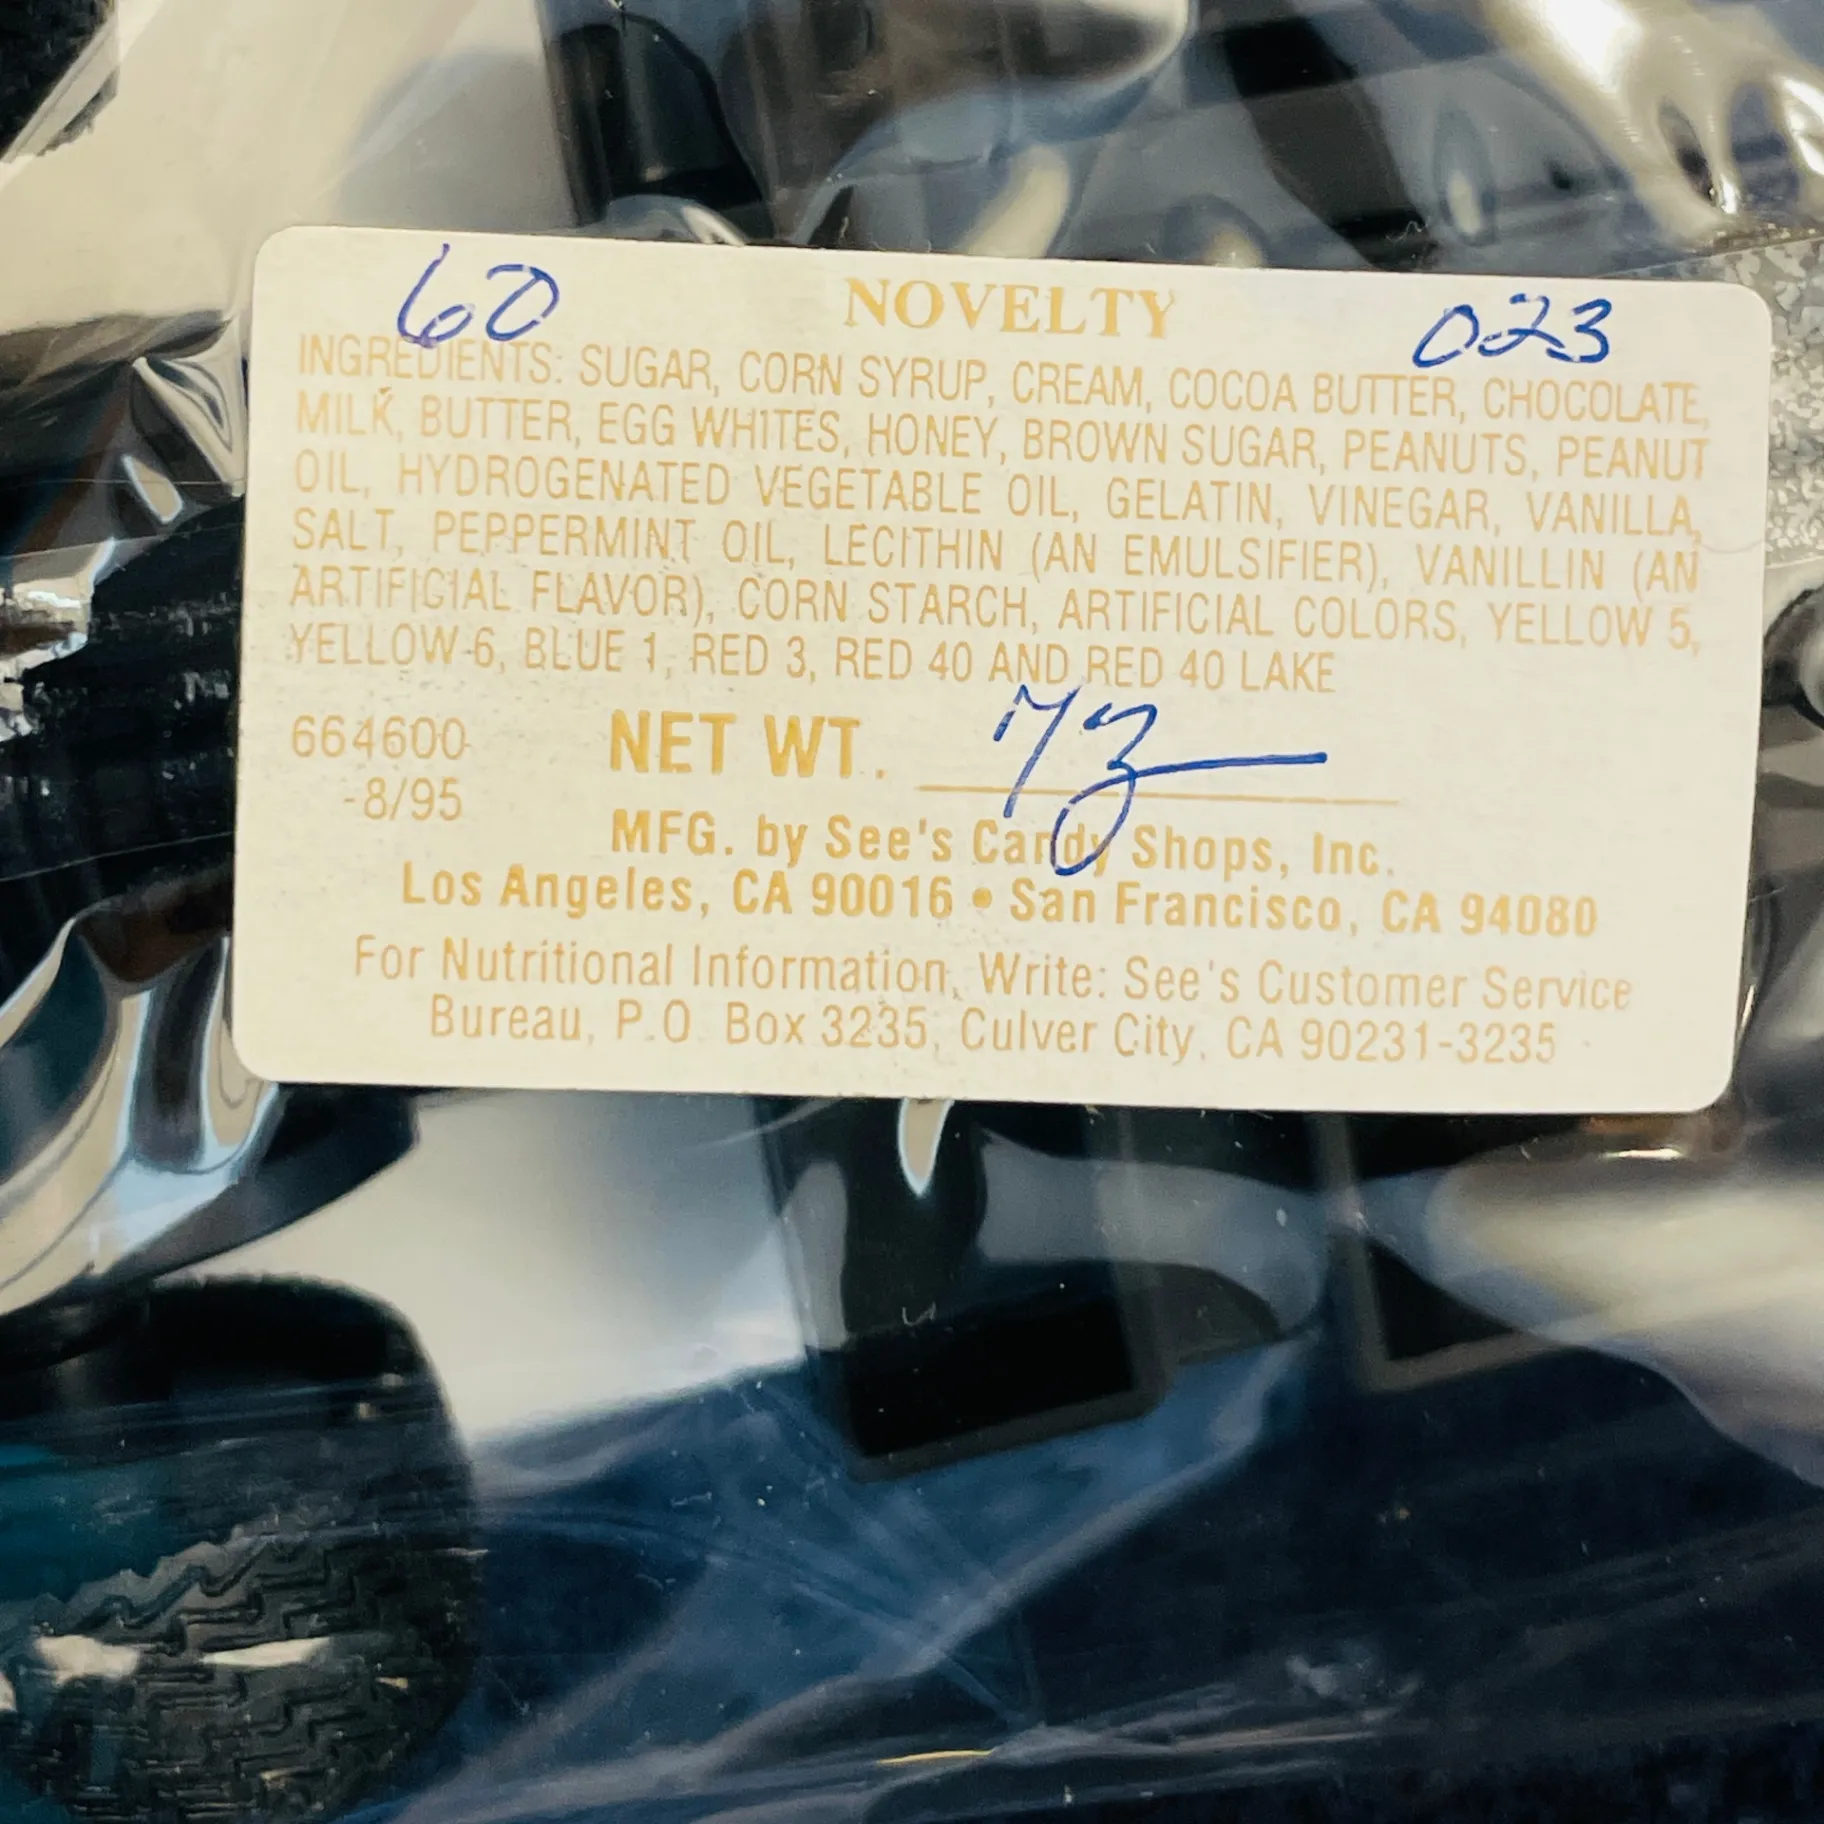 60 NOVELTY 023
INGREDIENTS: SUGAR, CORN SYRUP, CREAM, COCOA BUTTER, CHOCOLATE,
MILK, BUTTER, EGG WHITES, HONEY, BROWN SUGAR, PEANUTS, PEANUT
OIL, HYDROGENATED VEGETABLE OIL, GELATIN, VINEGAR, VANILLA,
SALT, PEPPERMINT OIL, LECITHIN (AN EMULSIFIER), VANILLIN (AN
ARTIFICIAL FLAVOR), CORN STARCH, ARTIFICIAL COLORS, YELLOW 5,
YELLOW 6, BLUE 1, RED 3, RED 40 AND RED 40 LAKE
664600
-8/95
NET WT.
MFG. by See's Candy Shops, Inc.
Los Angeles, CA 90016 • San Francisco, CA 94080
For Nutritional Information, Write: See's Customer Service
Bureau, P.O. Box 3235, Culver City, CA 90231-3235